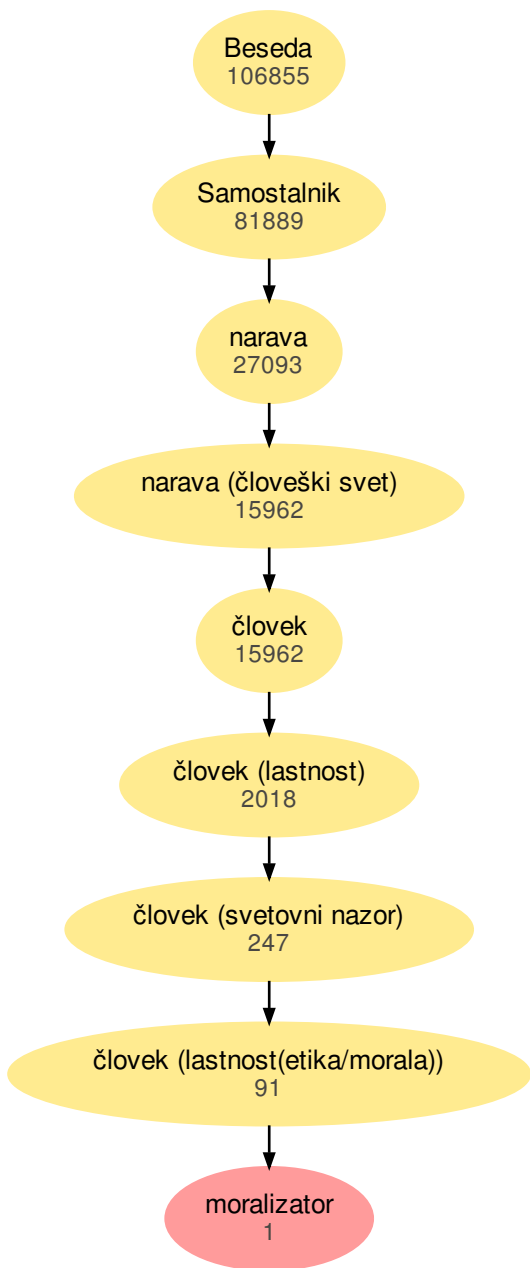 Beseda
106855
Samostalnik
81889
narava
27093
narava (človeški svet)
15962
človek
15962
človek (lastnost)
2018
človek (svetovni nazor)
247
človek (lastnost(etika/morala))
91
moralizator
1